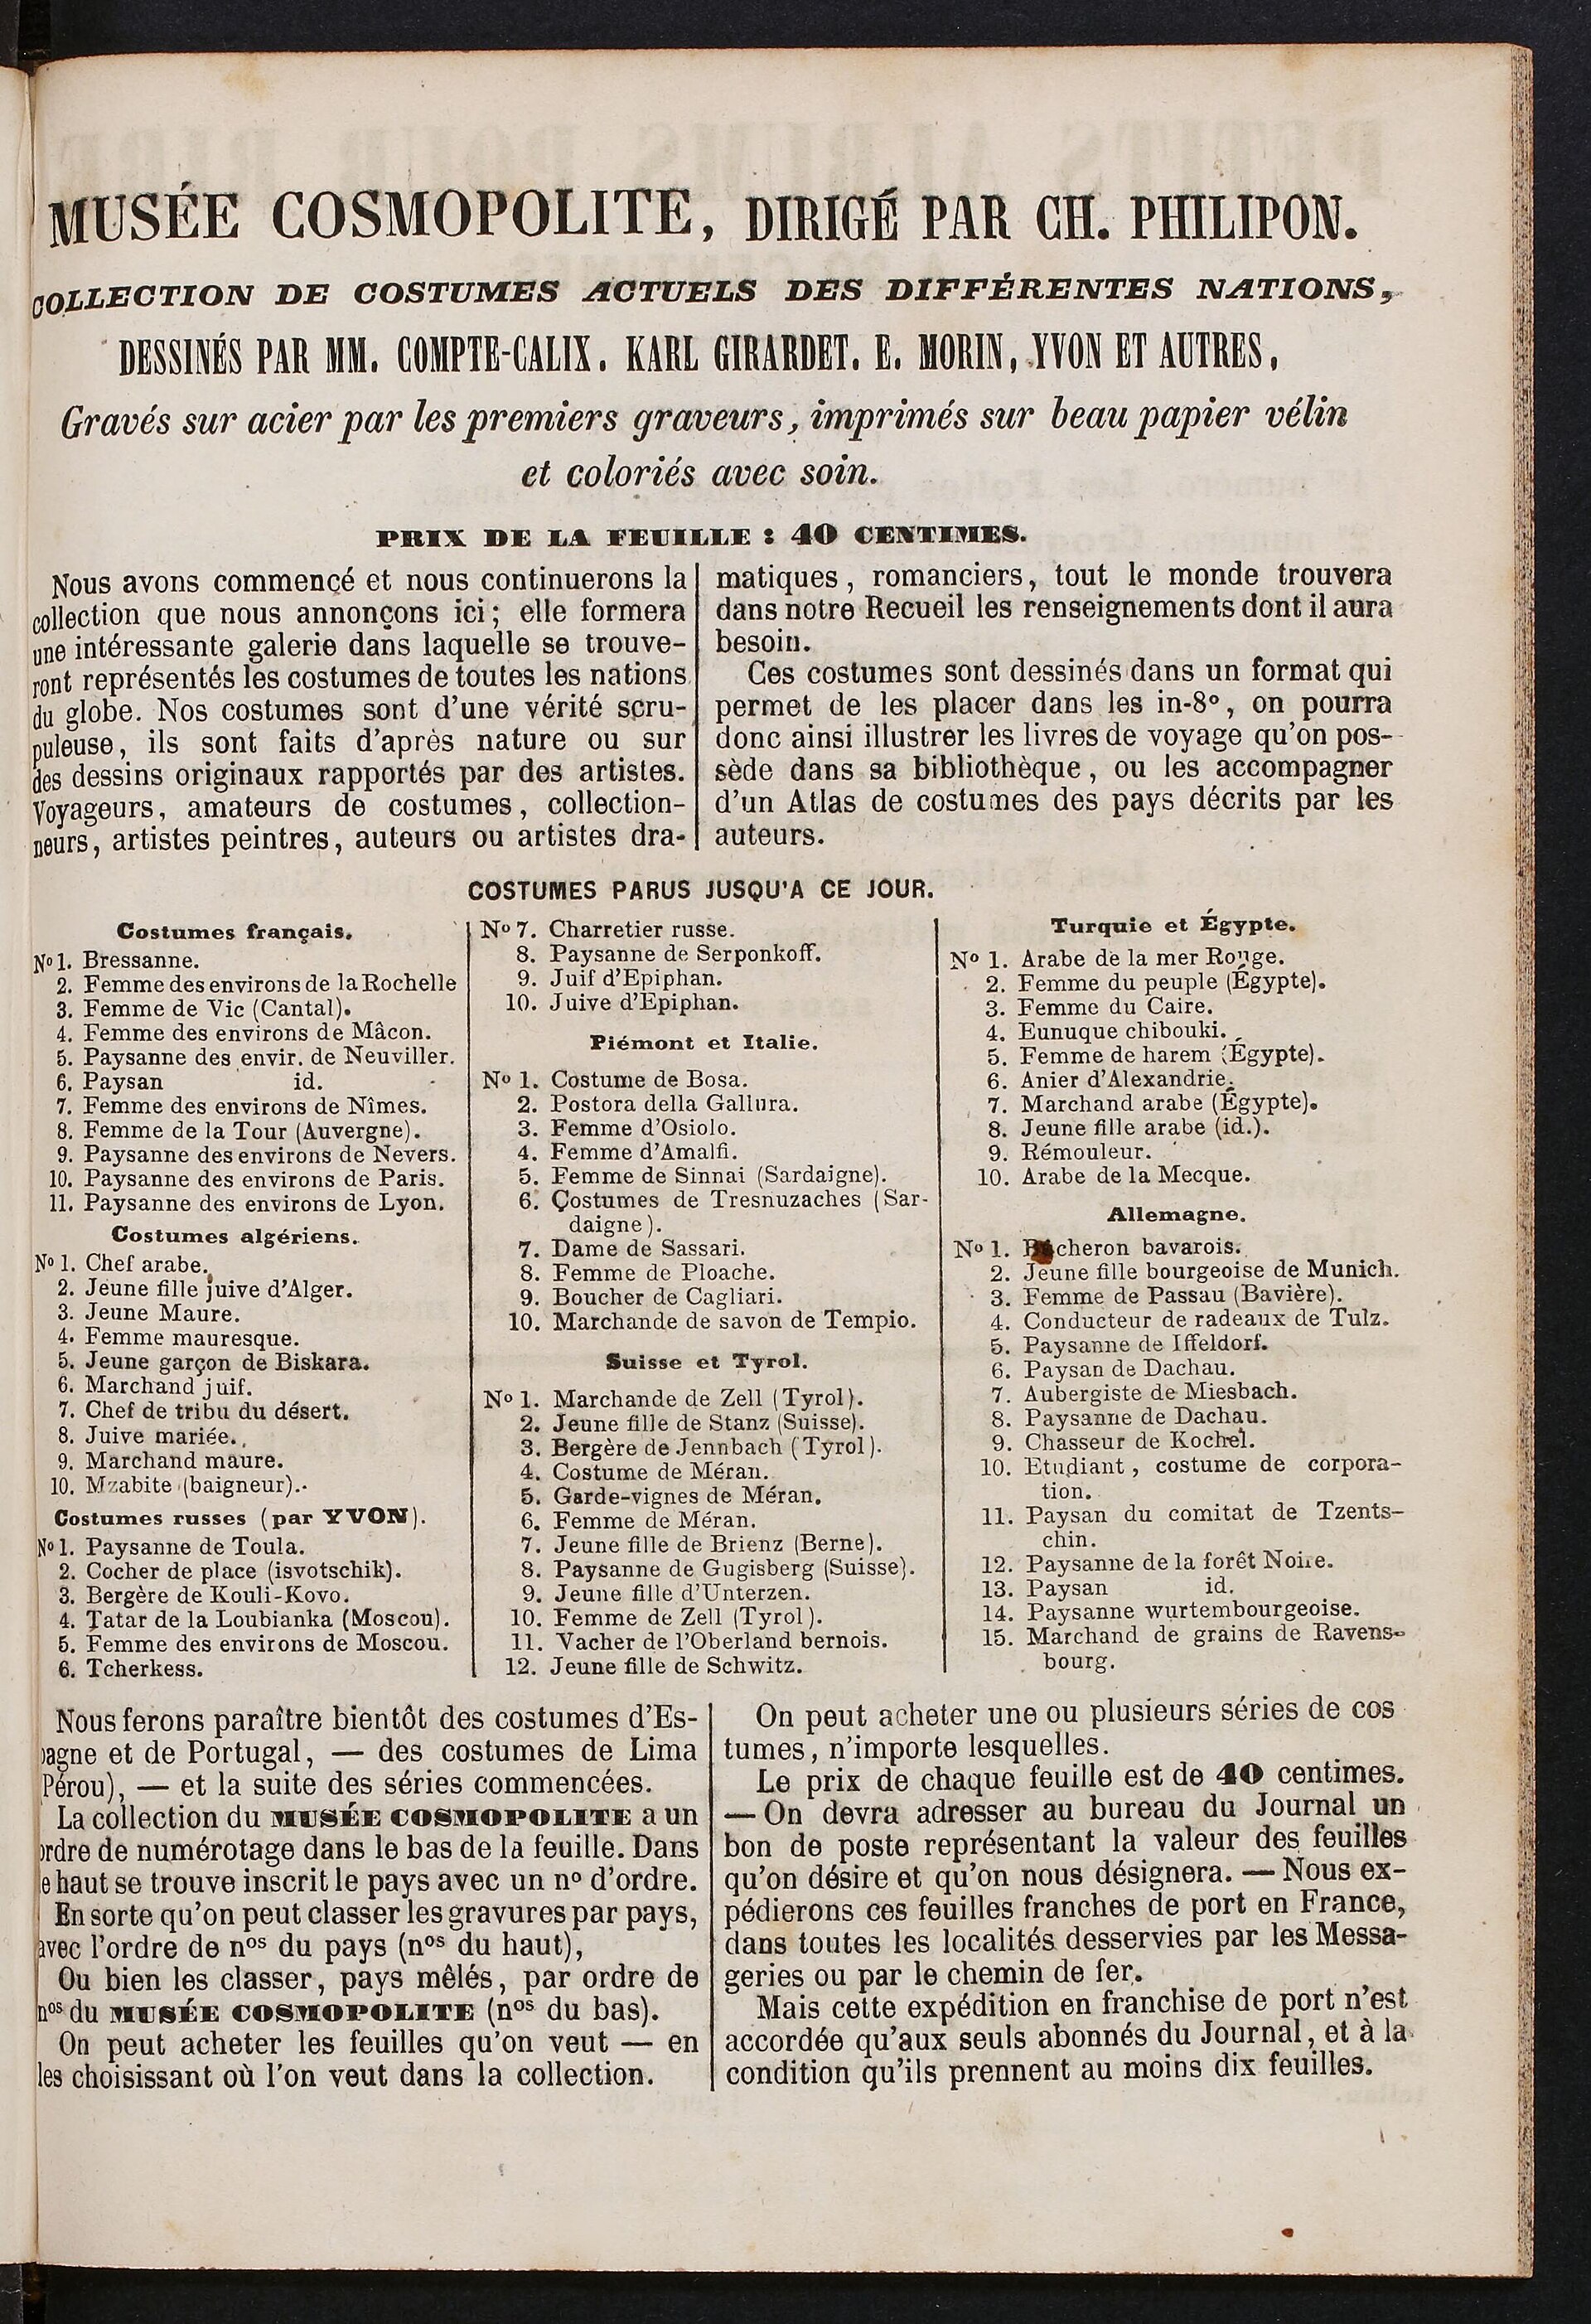 MUSÉE COSMOPOLITE, DIRIGÉ PAR CH. PHILIPON.
COLLECTION DE COSTUMES ACTUELS DES DIFFÉRENTES NATIONS,
DESSINÉS PAR MM. COMPTE-CALIX. KARL GIRARDET. E. MORIN, YVON ET AUTRES,
Gravés sur acier par les premiers graveurs, imprimés sur beau papier vélin
et coloriés avec soin.
PRIX DE LA FEUILLE : 40 CENTIMES.
Nous avons commencé et nous continuerons la
collection que nous annonçons ici; elle formera
une intéressante galerie dans laquelle se trouve-
ront représentés les costumes de toutes les nations
du globe. Nos costumes sont d'une vérité scru-
puleuse, ils sont faits d'après nature ou sur
des dessins originaux rapportés par des artistes.
Voyageurs, amateurs de costumes, collection-
neurs, artistes peintres, auteurs ou artistes dra-
matiques, romanciers, tout le monde trouvera
dans notre Recueil les renseignements dont il aura
besoin.
Ces costumes sont dessinés dans un format qui
permet de les placer dans les in-8°, on pourra
donc ainsi illustrer les livres de voyage qu'on pos-
sède dans sa bibliothèque, ou les accompagner
d'un Atlas de costumes des pays décrits par les
auteurs.
COSTUMES PARUS JUSQU'A CE JOUR.
Costumes français.
No 1. Bressanne.
2. Femme des environs de la Rochelle
3. Femme de Vic (Cantal).
4. Femme des environs de Mâcon.
5. Paysanne des envir. de Neuviller.
6. Paysan id.
7. Femme des environs de Nîmes.
8. Femme de la Tour (Auvergne).
9. Paysanne des environs de Nevers.
10. Paysanne des environs de Paris.
11. Paysanne des environs de Lyon.
Costumes algériens.
No 1. Chef arabe.
2. Jeune fille juive d'Alger.
3. Jeune Maure.
4. Femme mauresque.
5. Jeune garçon de Biskara.
6. Marchand juif.
7. Chef de tribu du désert.
8. Juive mariée.
9. Marchand maure.
10. Mzabite (baigneur).
Costumes russes (par YVON).
No 1. Paysanne de Toula.
2. Cocher de place (isvotschik).
3. Bergère de Kouli-Kovo.
4. Tatar de la Loubianka (Moscou).
5. Femme des environs de Moscou.
6. Tcherkess.
No 7. Charretier russe.
8. Paysanne de Serponkoff.
9. Juif d'Epiphan.
10. Juive d'Epiphan.
Piémont et Italie.
No 1. Costume de Bosa.
2. Postora della Gallura.
3. Femme d'Osiolo.
4. Femme d'Amalfi.
5. Femme de Sinnai (Sardaigne).
6. Costumes de Tresnuzaches (Sar-
daigne).
7. Dame de Sassari.
8. Femme de Ploache.
9. Boucher de Cagliari.
10. Marchande de savon de Tempio.
Suisse et Tyrol.
No 1. Marchande de Zell (Tyrol).
2. Jeune fille de Stanz (Suisse).
3. Bergère de Jennbach (Tyrol).
4. Costume de Méran.
5. Garde-vignes de Méran.
6. Femme de Méran.
7. Jeune fille de Brienz (Berne).
8. Paysanne de Gugisberg (Suisse).
9. Jeune fille d'Unterzen.
10. Femme de Zell (Tyrol).
11. Vacher de l'Oberland bernois.
12. Jeune fille de Schwitz.
Turquie et Égypte.
No 1. Arabe de la mer Rouge.
2. Femme du peuple (Égypte).
3. Femme du Caire.
4. Eunuque chibouki.
5. Femme de harem (Égypte).
6. Anier d'Alexandrie.
7. Marchand arabe (Égypte).
8. Jeune fille arabe (id.).
9. Rémouleur.
10. Arabe de la Mecque.
Allemagne.
No 1. Bûcheron bavarois.
2. Jeune fille bourgeoise de Munich.
3. Femme de Passau (Bavière).
4. Conducteur de radeaux de Tulz.
5. Paysanne de Iffeldorf.
6. Paysan de Dachau.
7. Aubergiste de Miesbach.
8. Paysanne de Dachau.
9. Chasseur de Kochel.
10. Etudiant, costume de corpora-
tion.
11. Paysan du comitat de Tzents-
chin.
12. Paysanne de la forêt Noire.
13. Paysan id.
14. Paysanne wurtembourgeoise.
15. Marchand de grains de Ravens-
bourg.
Nous ferons paraître bientôt des costumes d'Es-
pagne et de Portugal, — des costumes de Lima
(Pérou), — et la suite des séries commencées.
La collection du MUSÉE COSMOPOLITE a un
ordre de numérotage dans le bas de la feuille. Dans
le haut se trouve inscrit le pays avec un no d'ordre.
En sorte qu'on peut classer les gravures par pays,
avec l'ordre de nos du pays (nos du haut),
Ou bien les classer, pays mêlés, par ordre de
nos du MUSÉE COSMOPOLITE (nos du bas).
On peut acheter les feuilles qu'on veut — en
les choisissant où l'on veut dans la collection.
On peut acheter une ou plusieurs séries de cos
tumes, n'importe lesquelles.
Le prix de chaque feuille est de 40 centimes.
— On devra adresser au bureau du Journal un
bon de poste représentant la valeur des feuilles
qu'on désire et qu'on nous désignera. — Nous ex-
pédierons ces feuilles franches de port en France,
dans toutes les localités desservies par les Messa-
geries ou par le chemin de fer.
Mais cette expédition en franchise de port n'est
accordée qu'aux seuls abonnés du Journal, et à la
condition qu'ils prennent au moins dix feuilles.